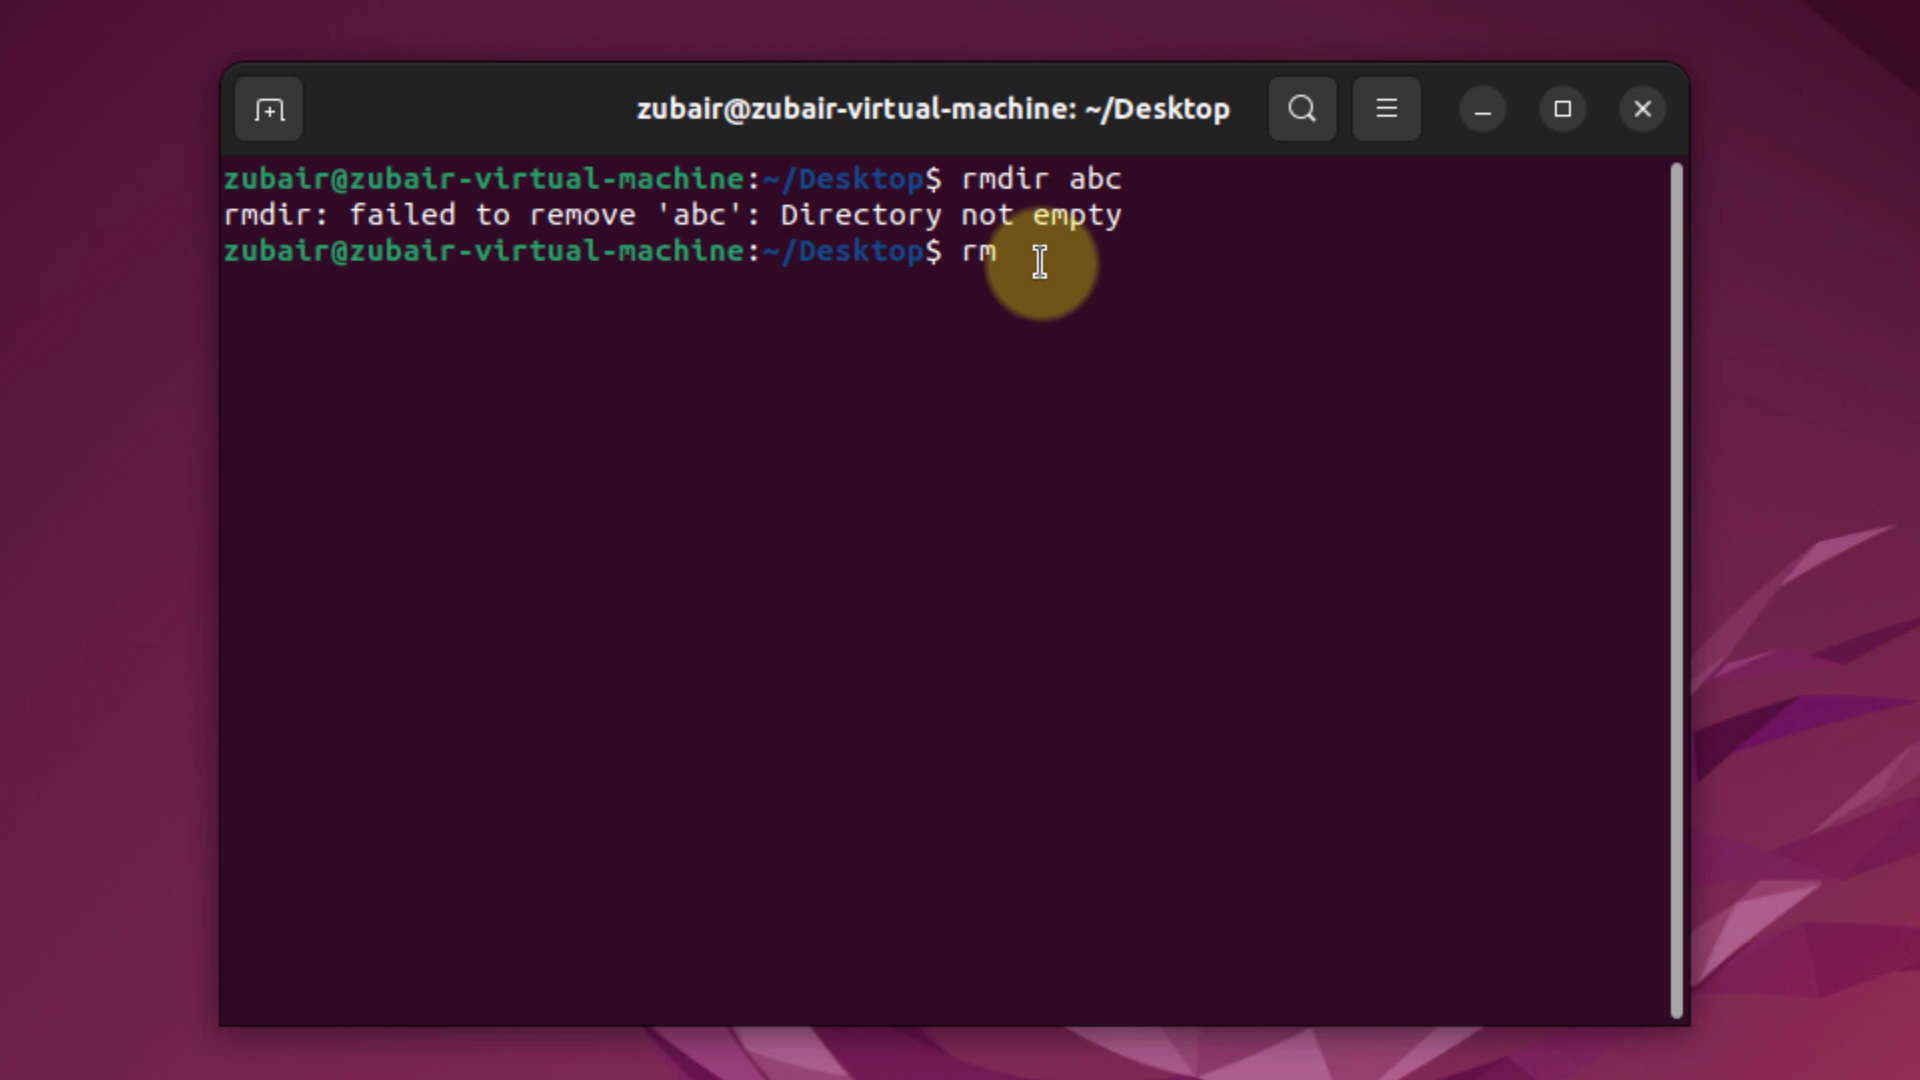 zubair@zubair-virtual-machine: ~/Desktop
zubair@zubair-virtual-machine:~/Desktop$ rmdir abc
rmdir: failed to remove 'abc': Directory not empty
zubair@zubair-virtual-machine:~/Desktop$ rm